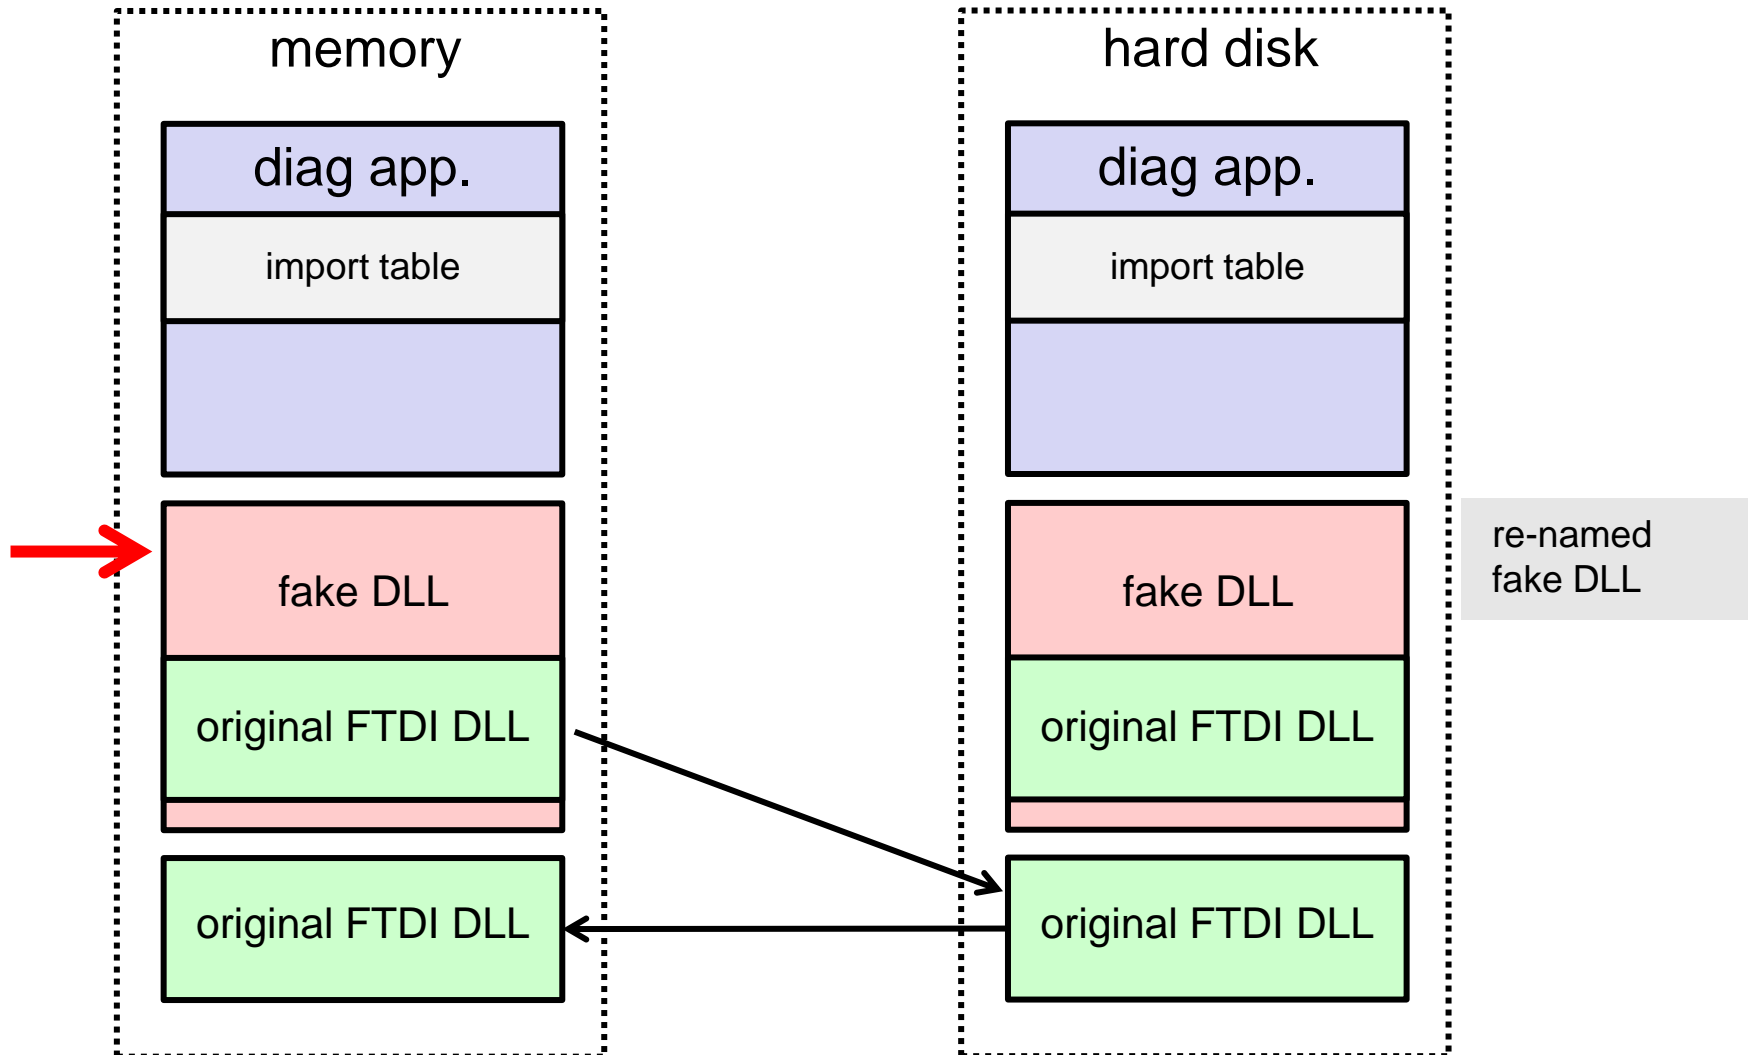 memory
diag app.
import table
fake DLL
original FTDI DLL
original FTDI DLL
hard disk
diag app.
import table
fake DLL
original FTDI DLL
original FTDI DLL
re-named
fake DLL